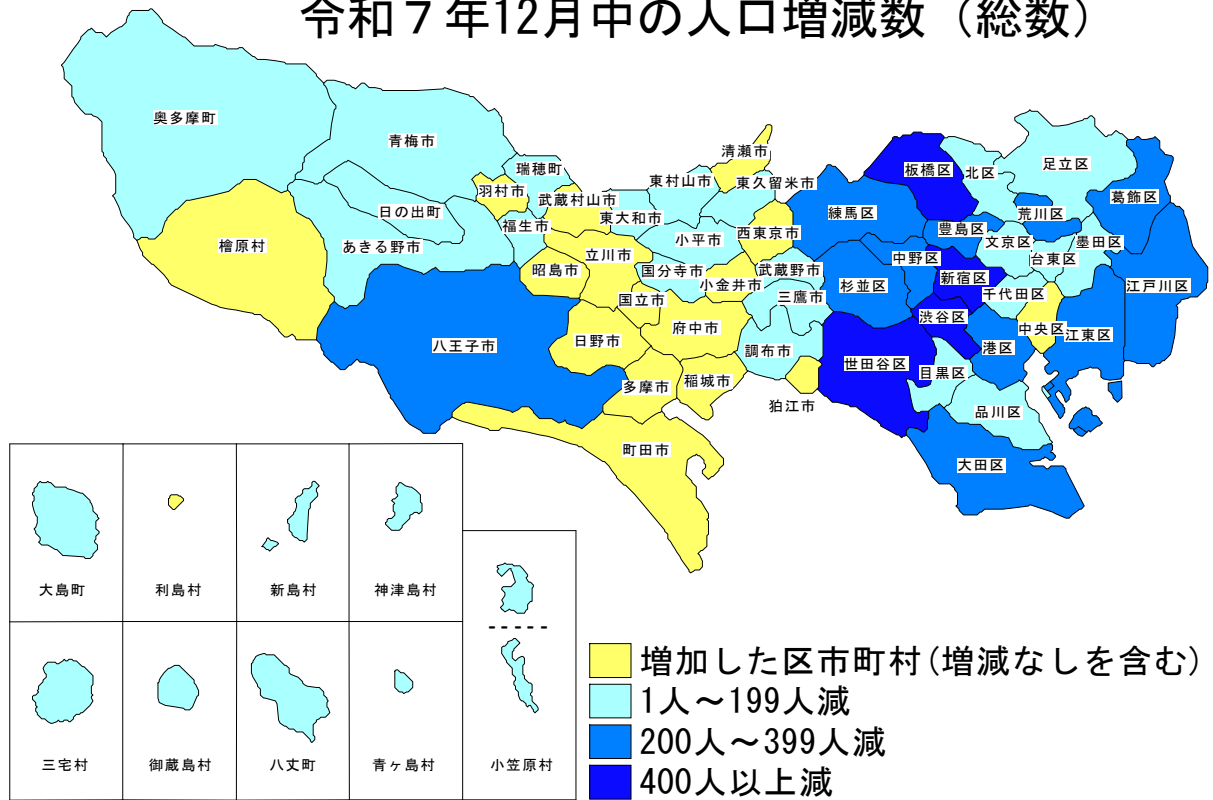 令和７年12月中の人口増減数（総数）
奥多摩町
青梅市
瑞穂町
羽村市
武蔵村山市
東村山市
清瀬市
東久留米市
東大和市
日の出町
檜原村
あきる野市
福生市
小平市
西東京市
立川市
昭島市
国分寺市
小金井市
武蔵野市
三鷹市
国立市
府中市
日野市
八王子市
調布市
多摩市
稲城市
狛江市
町田市
板橋区
北区
足立区
葛飾区
練馬区
豊島区
荒川区
文京区
墨田区
台東区
中野区
杉並区
新宿区
千代田区
江戸川区
渋谷区
中央区
江東区
港区
世田谷区
目黒区
品川区
大田区
大島町
利島村
新島村
神津島村
三宅村
御蔵島村
八丈町
青ヶ島村
小笠原村
増加した区市町村(増減なしを含む)
1人～199人減
200人～399人減
400人以上減